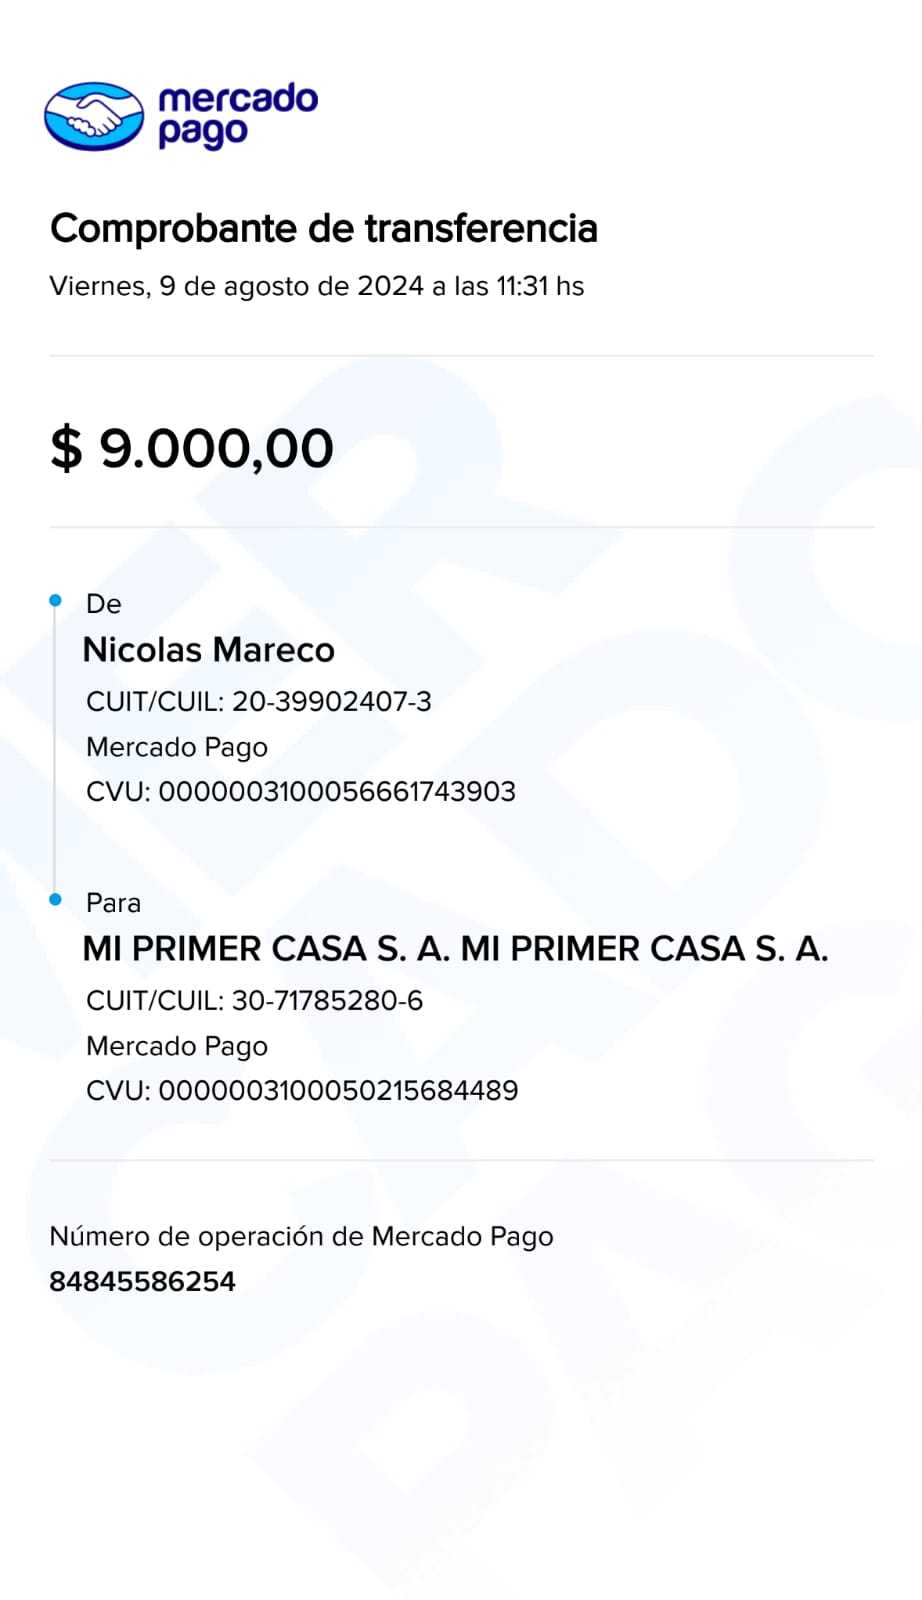 mercado
pago
Comprobante de transferencia
Viernes, 9 de agosto de 2024 a las 11:31 hs
$ 9.000,00
De
Nicolas Mareco
CUIT/CUIL: 20-39902407-3
Mercado Pago
CVU: 0000003100056661743903
Para
MI PRIMER CASA S. A. MI PRIMER CASA S. A.
CUIT/CUIL: 30-71785280-6
Mercado Pago
CVU: 0000003100050215684489
Número de operación de Mercado Pago
84845586254